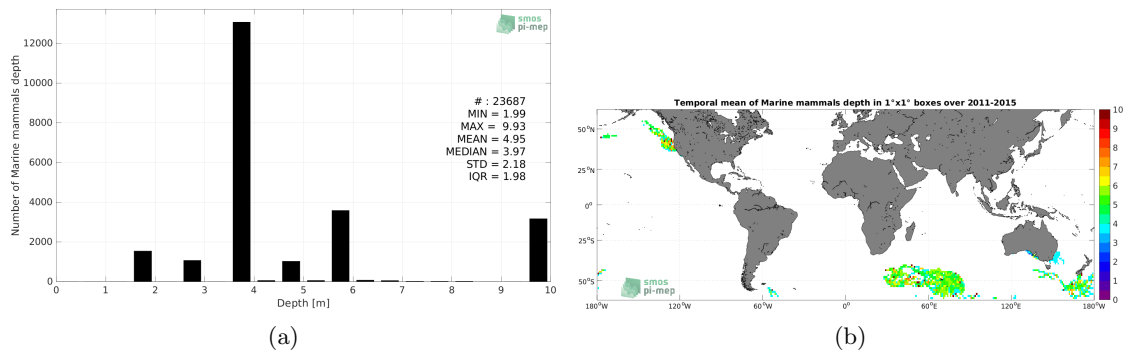 smos
pi-mep
Number of Marine mammals depth
12000
10000
8000
6000
4000
2000
0
# : 23687
MIN = 1.99
MAX = 9.93
MEAN = 4.95
MEDIAN = 3.97
STD = 2.18
IQR = 1.98
0 1 2 3 4 5 6 7 8 9 10
Depth [m]
(a)
Temporal mean of Marine mammals depth in 1°x1° boxes over 2011-2015
50°N
25°N
0°
25°S
50°S
smos
pi-mep
180°W 120°W 60°W 0° 60°E 120°E 180°W
10
9
8
7
6
5
4
3
2
1
0
(b)